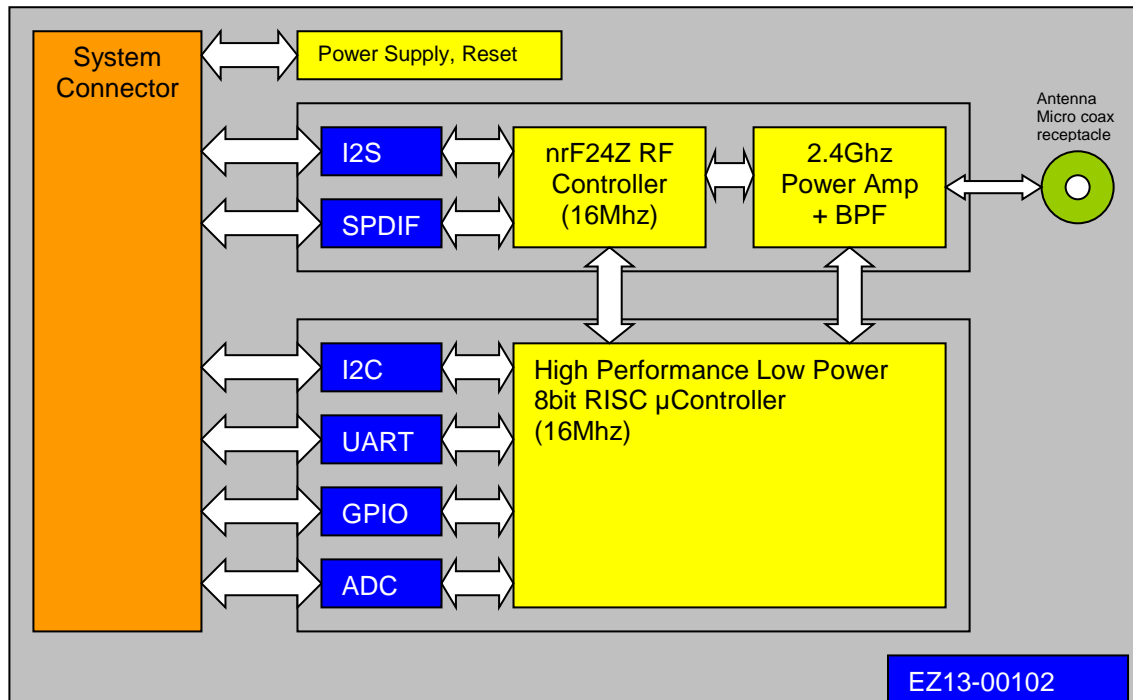 System
Connector
Power Supply, Reset
Antenna
Micro coax
receptacle
I2S
SPDIF
nrF24Z RF
Controller
(16Mhz)
2.4Ghz
Power Amp
+ BPF
I2C
UART
GPIO
ADC
High Performance Low Power
8bit RISC µController
(16Mhz)
EZ13-00102